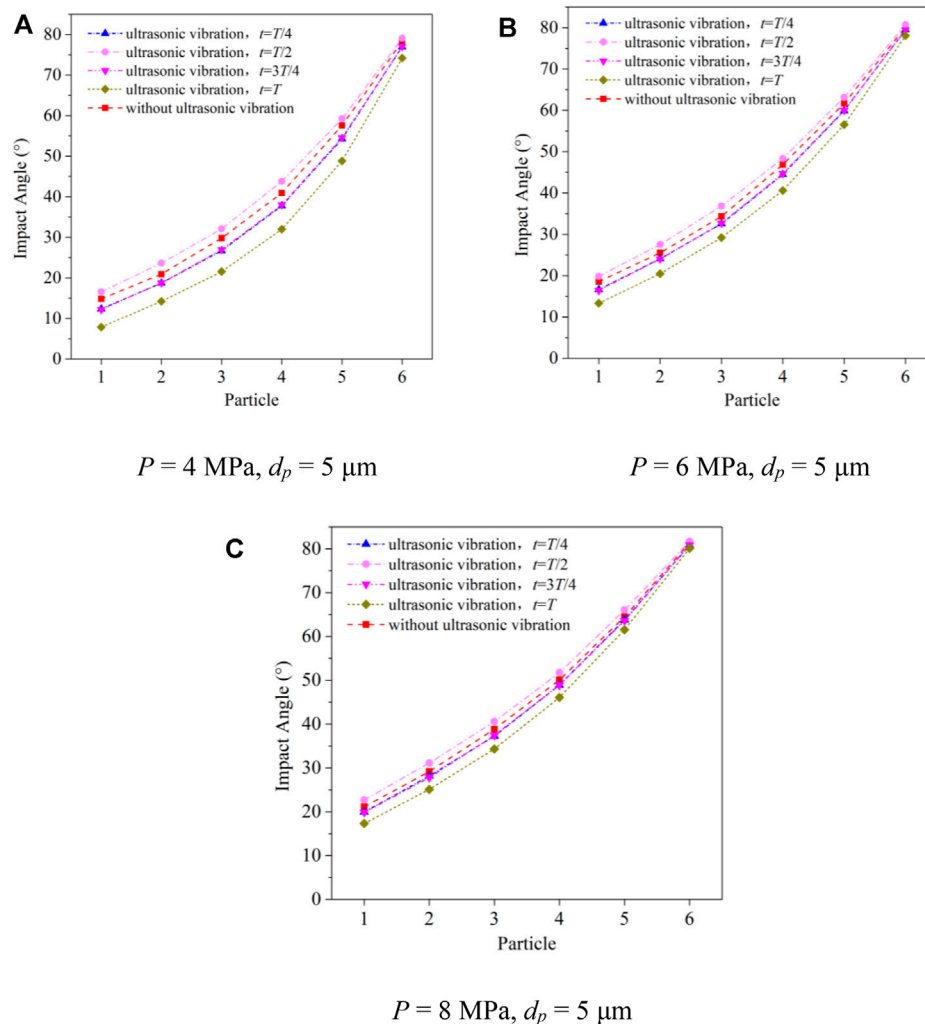 A
ultrasonic vibration, t=T/4
ultrasonic vibration, t=T/2
ultrasonic vibration, t=3T/4
ultrasonic vibration, t=T
without ultrasonic vibration
Impact Angle (°)
80
70
60
50
40
30
20
10
0
1 2 3 4 5 6
Particle
P = 4 MPa, dp = 5 μm
B
ultrasonic vibration, t=T/4
ultrasonic vibration, t=T/2
ultrasonic vibration, t=3T/4
ultrasonic vibration, t=T
without ultrasonic vibration
Impact Angle (°)
80
70
60
50
40
30
20
10
0
1 2 3 4 5 6
Particle
P = 6 MPa, dp = 5 μm
C
ultrasonic vibration, t=T/4
ultrasonic vibration, t=T/2
ultrasonic vibration, t=3T/4
ultrasonic vibration, t=T
without ultrasonic vibration
Impact Angle (°)
80
70
60
50
40
30
20
10
0
1 2 3 4 5 6
Particle
P = 8 MPa, dp = 5 μm